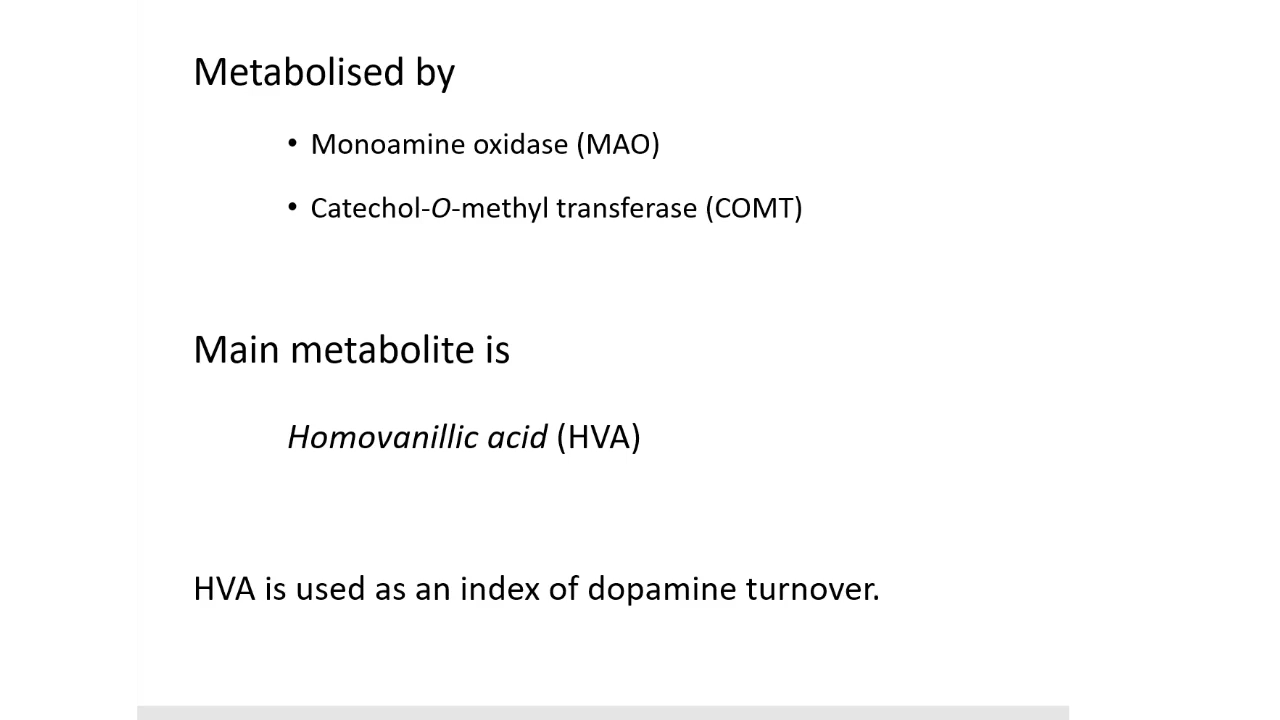 Metabolised by
• Monoamine oxidase (MAO)
• Catechol-O-methyl transferase (COMT)
Main metabolite is
Homovanillic acid (HVA)
HVA is used as an index of dopamine turnover.